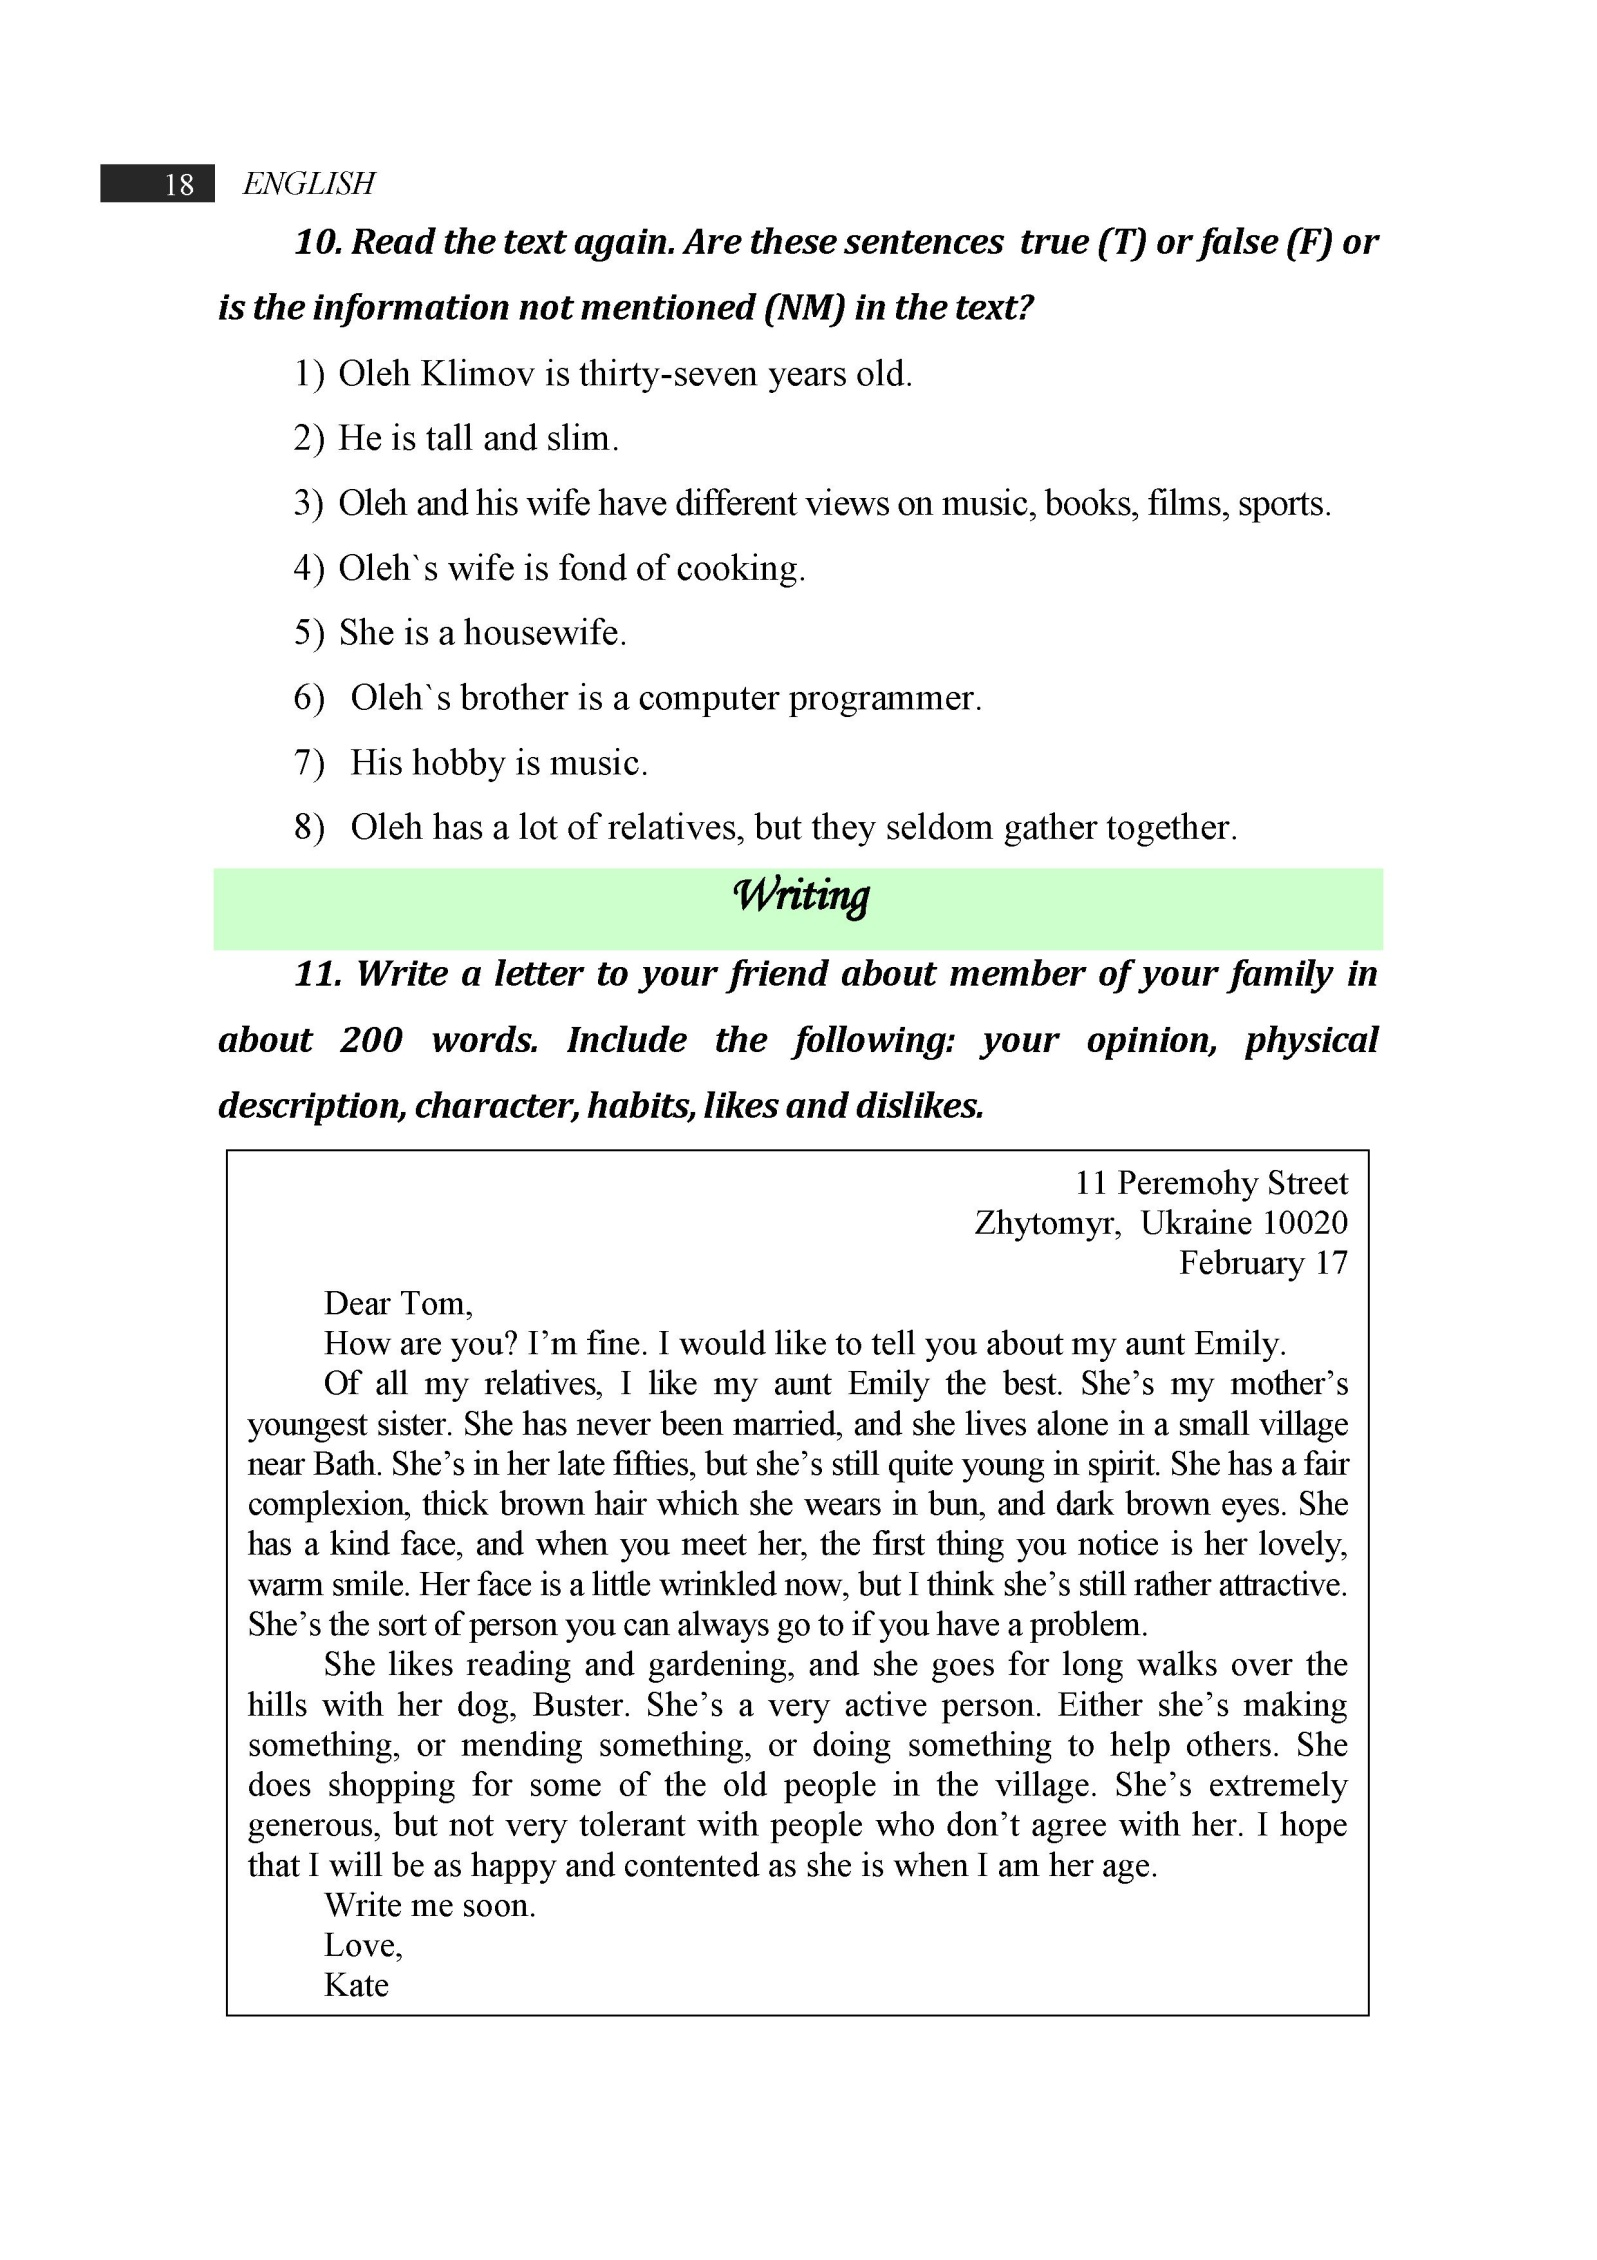 18 ENGLISH
10. Read the text again. Are these sentences true (T) or false (F) or
is the information not mentioned (NM) in the text?
1) Oleh Klimov is thirty-seven years old.
2) He is tall and slim.
3) Oleh and his wife have different views on music, books, films, sports.
4) Oleh`s wife is fond of cooking.
5) She is a housewife.
6) Oleh`s brother is a computer programmer.
7) His hobby is music.
8) Oleh has a lot of relatives, but they seldom gather together.
Writing
11. Write a letter to your friend about member of your family in
about 200 words. Include the following: your opinion, physical
description, character, habits, likes and dislikes.
11 Peremohy Street
Zhytomyr, Ukraine 10020
February 17
Dear Tom,
How are you? I’m fine. I would like to tell you about my aunt Emily.
Of all my relatives, I like my aunt Emily the best. She’s my mother’s
youngest sister. She has never been married, and she lives alone in a small village
near Bath. She’s in her late fifties, but she’s still quite young in spirit. She has a fair
complexion, thick brown hair which she wears in bun, and dark brown eyes. She
has a kind face, and when you meet her, the first thing you notice is her lovely,
warm smile. Her face is a little wrinkled now, but I think she’s still rather attractive.
She’s the sort of person you can always go to if you have a problem.
She likes reading and gardening, and she goes for long walks over the
hills with her dog, Buster. She’s a very active person. Either she’s making
something, or mending something, or doing something to help others. She
does shopping for some of the old people in the village. She’s extremely
generous, but not very tolerant with people who don’t agree with her. I hope
that I will be as happy and contented as she is when I am her age.
Write me soon.
Love,
Kate